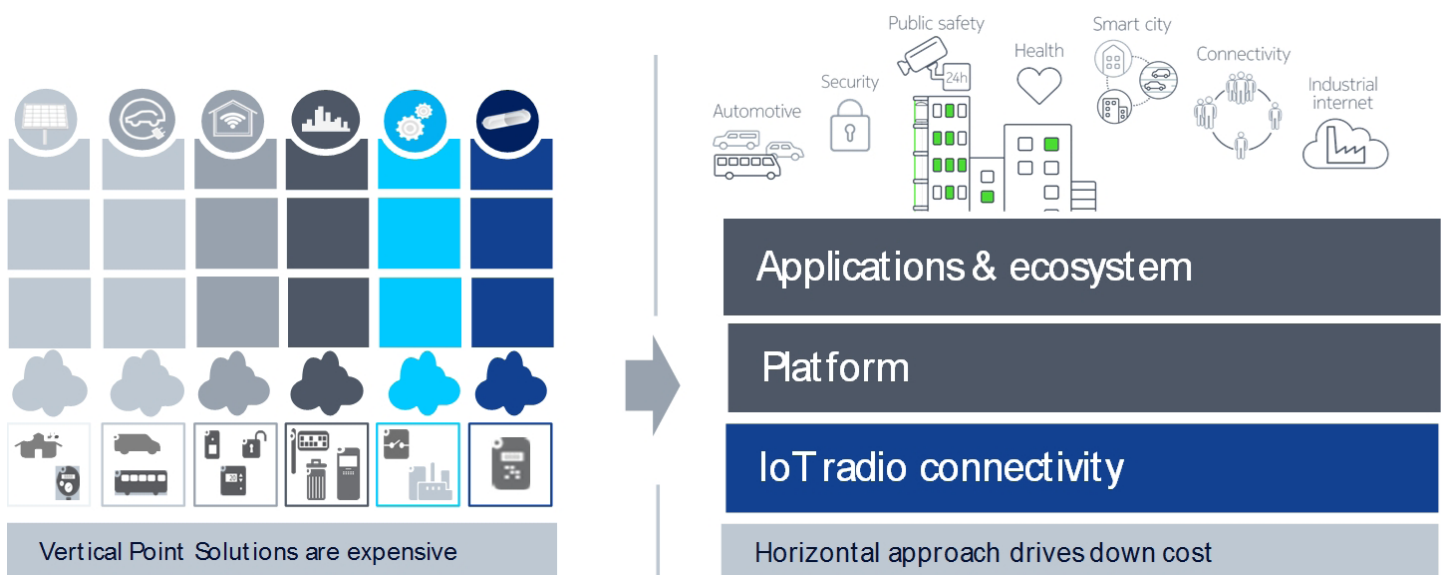 Vertical Point Solutions are expensive
Public safety
24h
Health
Smart city
Connectivity
Security
Automotive
Industrial
internet
Applications & ecosystem
Platform
IoT radio connectivity
Horizontal approach drives down cost